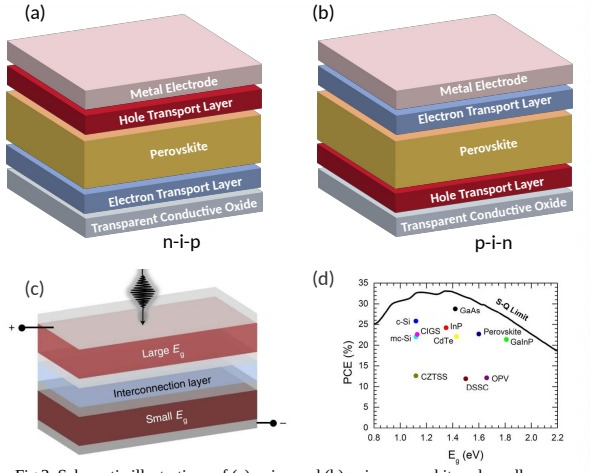 (a)
Metal Electrode
Hole Transport Layer
Perovskite
Electron Transport Layer
Transparent Conductive Oxide
n-i-p
(b)
Metal Electrode
Electron Transport Layer
Perovskite
Hole Transport Layer
Transparent Conductive Oxide
p-i-n
(c)
+
Large Eg
Interconnection layer
Small Eg
−
(d)
35
30
25
20
15
10
5
0
PCE (%)
S-Q Limit
GaAs
c-Si
InP
CIGS
Perovskite
mc-Si
CdTe
GaInP
CZTSS
DSSC
OPV
0.8 1.0 1.2 1.4 1.6 1.8 2.0 2.2
Eg (eV)